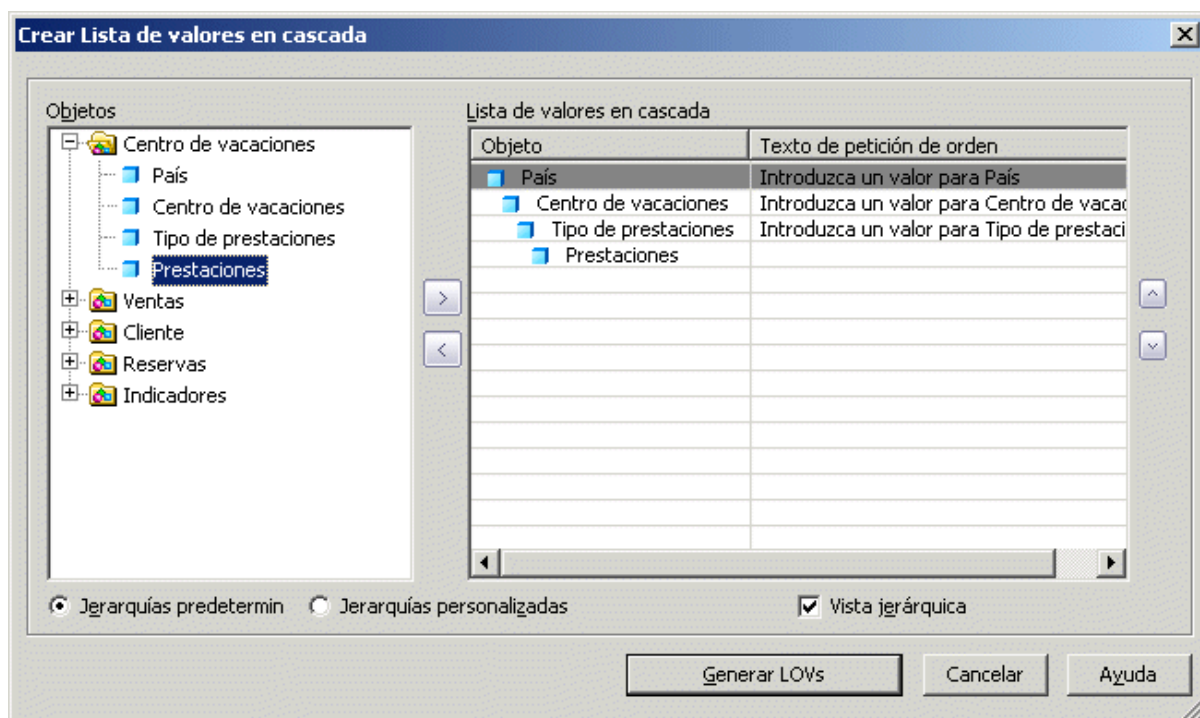 Crear Lista de valores en cascada
Objetos
Centro de vacaciones
País
Centro de vacaciones
Tipo de prestaciones
Prestaciones
Ventas
Cliente
Reservas
Indicadores
Lista de valores en cascada
Objeto Texto de petición de orden
País Introduzca un valor para País
Centro de vacaciones Introduzca un valor para Centro de vacac
Tipo de prestaciones Introduzca un valor para Tipo de prestaci
Prestaciones
>
<
Jerarquías predetermin Jerarquías personalizadas Vista jerárquica
Generar LOVs Cancelar Ayuda